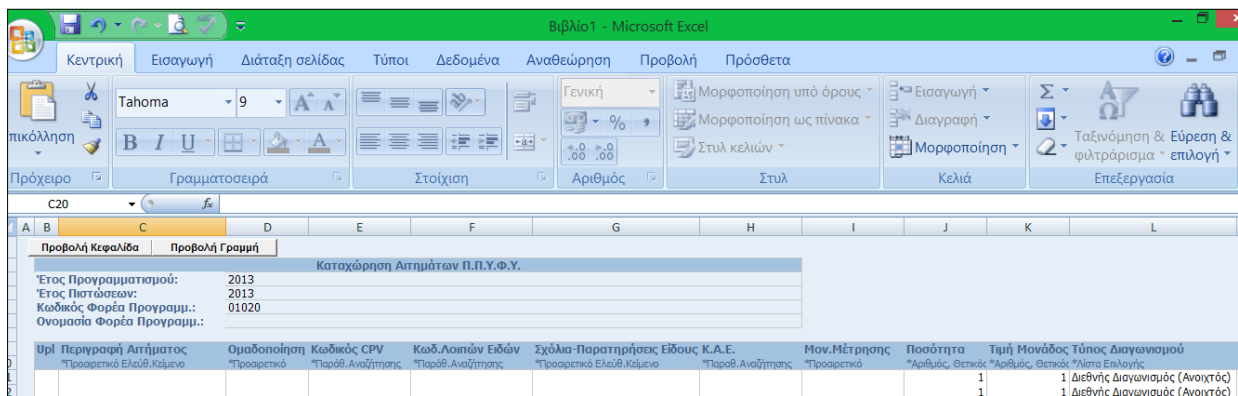 Βιβλίο1 - Microsoft Excel
Κεντρική Εισαγωγή Διάταξη σελίδας Τύποι Δεδομένα Αναθεώρηση Προβολή Πρόσθετα
Tahoma 9 Γενική Μορφοποίηση υπό όρους Εισαγωγή Σ
πικόλληση B I U A % Μορφοποίηση ως πίνακα Διαγραφή Ταξινόμηση & Εύρεση &
Στυλ κελιών Μορφοποίηση φιλτράρισμα επιλογή
Πρόχειρο Γραμματοσειρά Στοίχιση Αριθμός Στυλ Κελιά Επεξεργασία
C20 fx
A B C D E F G H I J K L
Προβολή Κεφαλίδα Προβολή Γραμμή
Καταχώρηση Αιτημάτων Π.Π.Υ.Φ.Υ.
Έτος Προγραμματισμού: 2013
Έτος Πιστώσεων: 2013
Κωδικός Φορέα Προγραμμ.: 01020
Ονομασία Φορέα Προγραμμ.:
Upl Περιγραφή Αιτήματος Ομαδοποίηση Κωδικός CPV Κωδ.Λοιπών Ειδών Σχόλια-Παρατηρήσεις Είδους Κ.Α.Ε. Μον.Μέτρησης Ποσότητα Τιμή Μονάδος Τύπος Διαγωνισμού
*Προαιρετικό Ελεύθ.Κείμενο *Προαιρετικό *Παράθ.Αναζήτησης *Παράθ.Αναζήτησης *Προαιρετικό Ελεύθ.Κείμενο *Παραθ.Αναζήτησης *Προαιρετικό *Αριθμός, Θετικός *Αριθμός, Θετικός *Λίστα Επιλογής
1 1 Διεθνής Διαγωνισμός (Ανοιχτός)
1 1 Διεθνής Διαγωνισμός (Ανοιχτός)